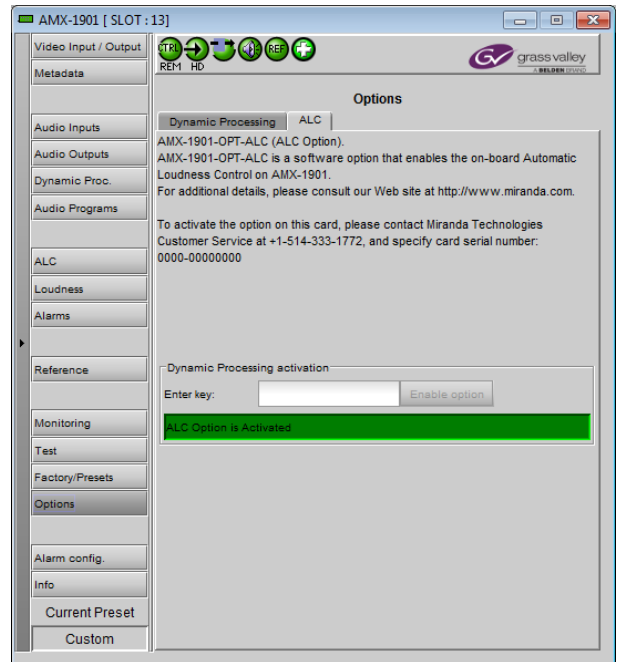 AMX-1901 [ SLOT : 13]
Video Input / Output
Metadata
Audio Inputs
Audio Outputs
Dynamic Proc.
Audio Programs
ALC
Loudness
Alarms
Reference
Monitoring
Test
Factory/Presets
Options
Alarm config.
Info
Current Preset
Custom
CTRL
REF
REM HD
GV grass valley
A BELDEN BRAND
Options
Dynamic Processing ALC
AMX-1901-OPT-ALC (ALC Option).
AMX-1901-OPT-ALC is a software option that enables the on-board Automatic
Loudness Control on AMX-1901.
For additional details, please consult our Web site at http://www.miranda.com.
To activate the option on this card, please contact Miranda Technologies
Customer Service at +1-514-333-1772, and specify card serial number:
0000-00000000
Dynamic Processing activation
Enter key:
Enable option
ALC Option is Activated